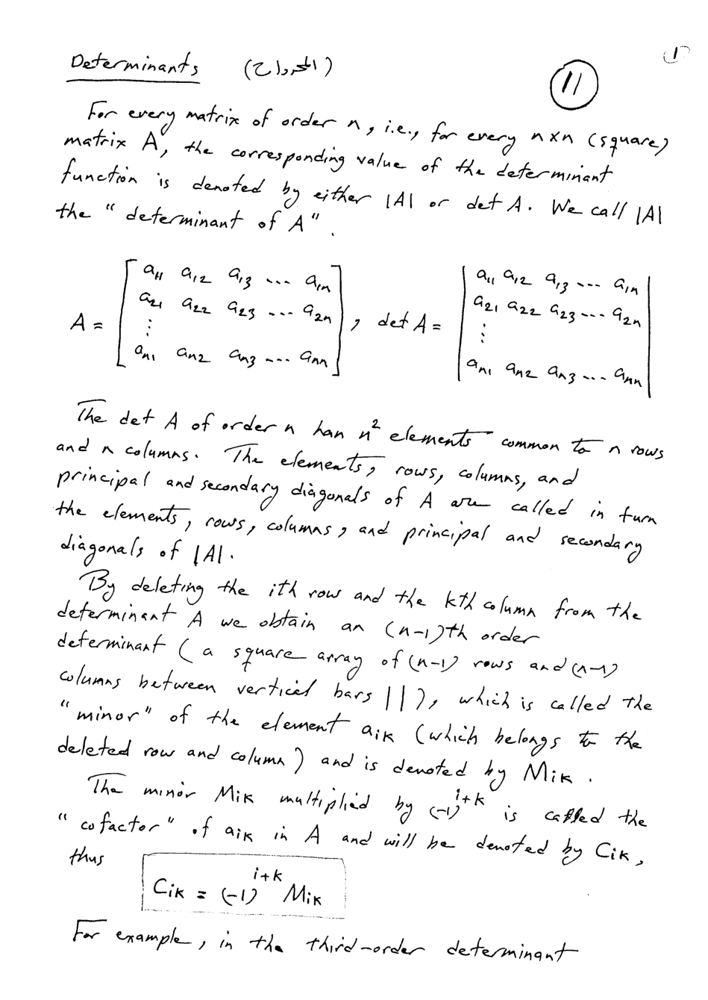 1
Determinants (المحددات)
11
For every matrix of order n, i.e., for every n x n (square)
matrix A, the corresponding value of the determinant
function is denoted by either |A| or det A. We call |A|
the "determinant of A".
A = [ a11 a12 a13 ... a1n
a21 a22 a23 ... a2n
⋮
an1 an2 an3 ... ann ] , det A = | a11 a12 a13 ... a1n
a21 a22 a23 ... a2n
⋮
an1 an2 an3 ... ann |
The det A of order n han n² elements common to n rows
and n columns. The elements, rows, columns, and
principal and secondary diagonals of A are called in turn
the elements, rows, columns, and principal and secondary
diagonals of |A|.
By deleting the ith row and the kth column from the
determinant A we obtain an (n-1)th order
determinant (a square array of (n-1) rows and (n-1)
columns between vertical bars ||), which is called the
"minor" of the element aik (which belongs to the
deleted row and column) and is denoted by Mik.
The minor Mik multiplied by (-1)^i+k is called the
"cofactor" of aik in A and will be denoted by Cik,
thus
Cik = (-1)^i+k Mik
For example, in the third-order determinant